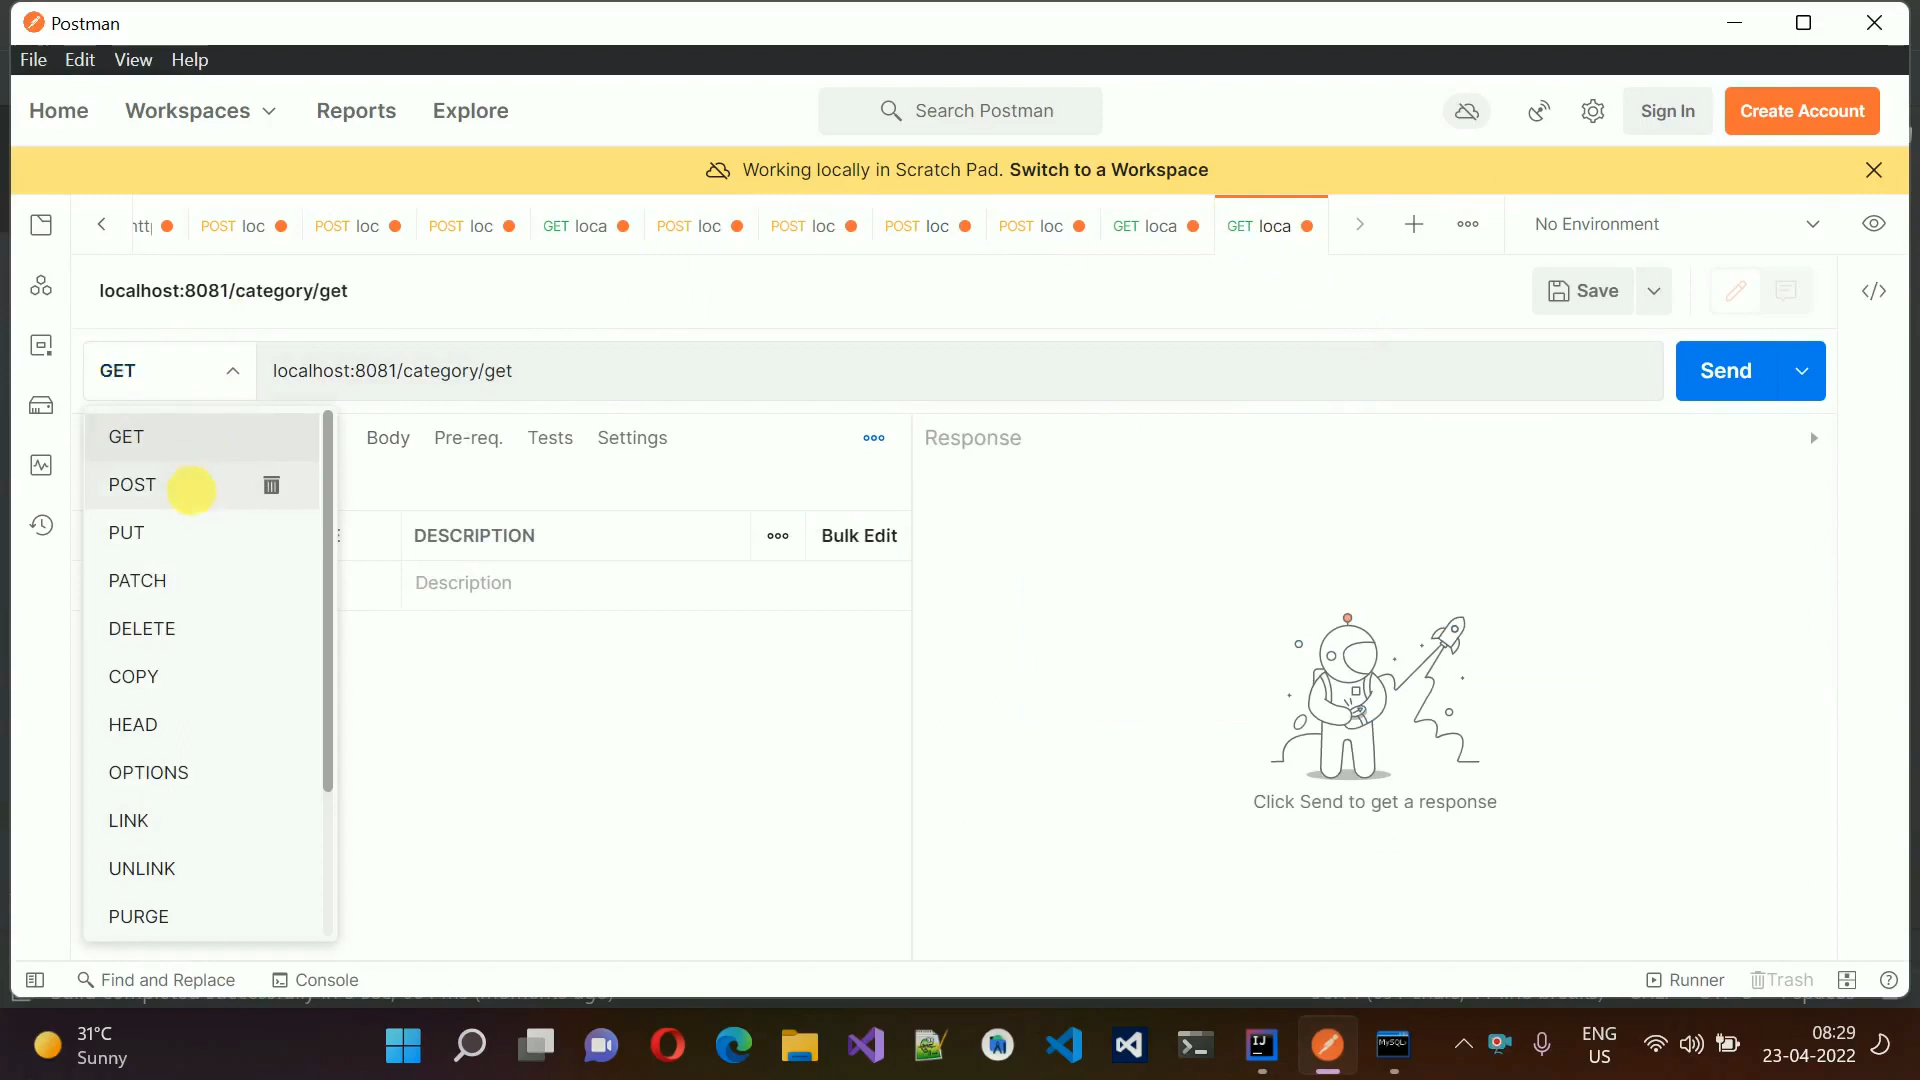 Postman
File Edit View Help
Home Workspaces Reports Explore Search Postman Sign In Create Account
Working locally in Scratch Pad. Switch to a Workspace
POST loc POST loc POST loc GET loca POST loc POST loc POST loc POST loc GET loca GET loca No Environment
localhost:8081/category/get Save
GET localhost:8081/category/get Send
GET
Body Pre-req. Tests Settings Response
POST
PUT
DESCRIPTION Bulk Edit
PATCH
Description
DELETE
COPY
HEAD
OPTIONS
Click Send to get a response
LINK
UNLINK
PURGE
Find and Replace Console Runner Trash
31°C
Sunny
IJ
MySQL
ENG
US
08:29
23-04-2022